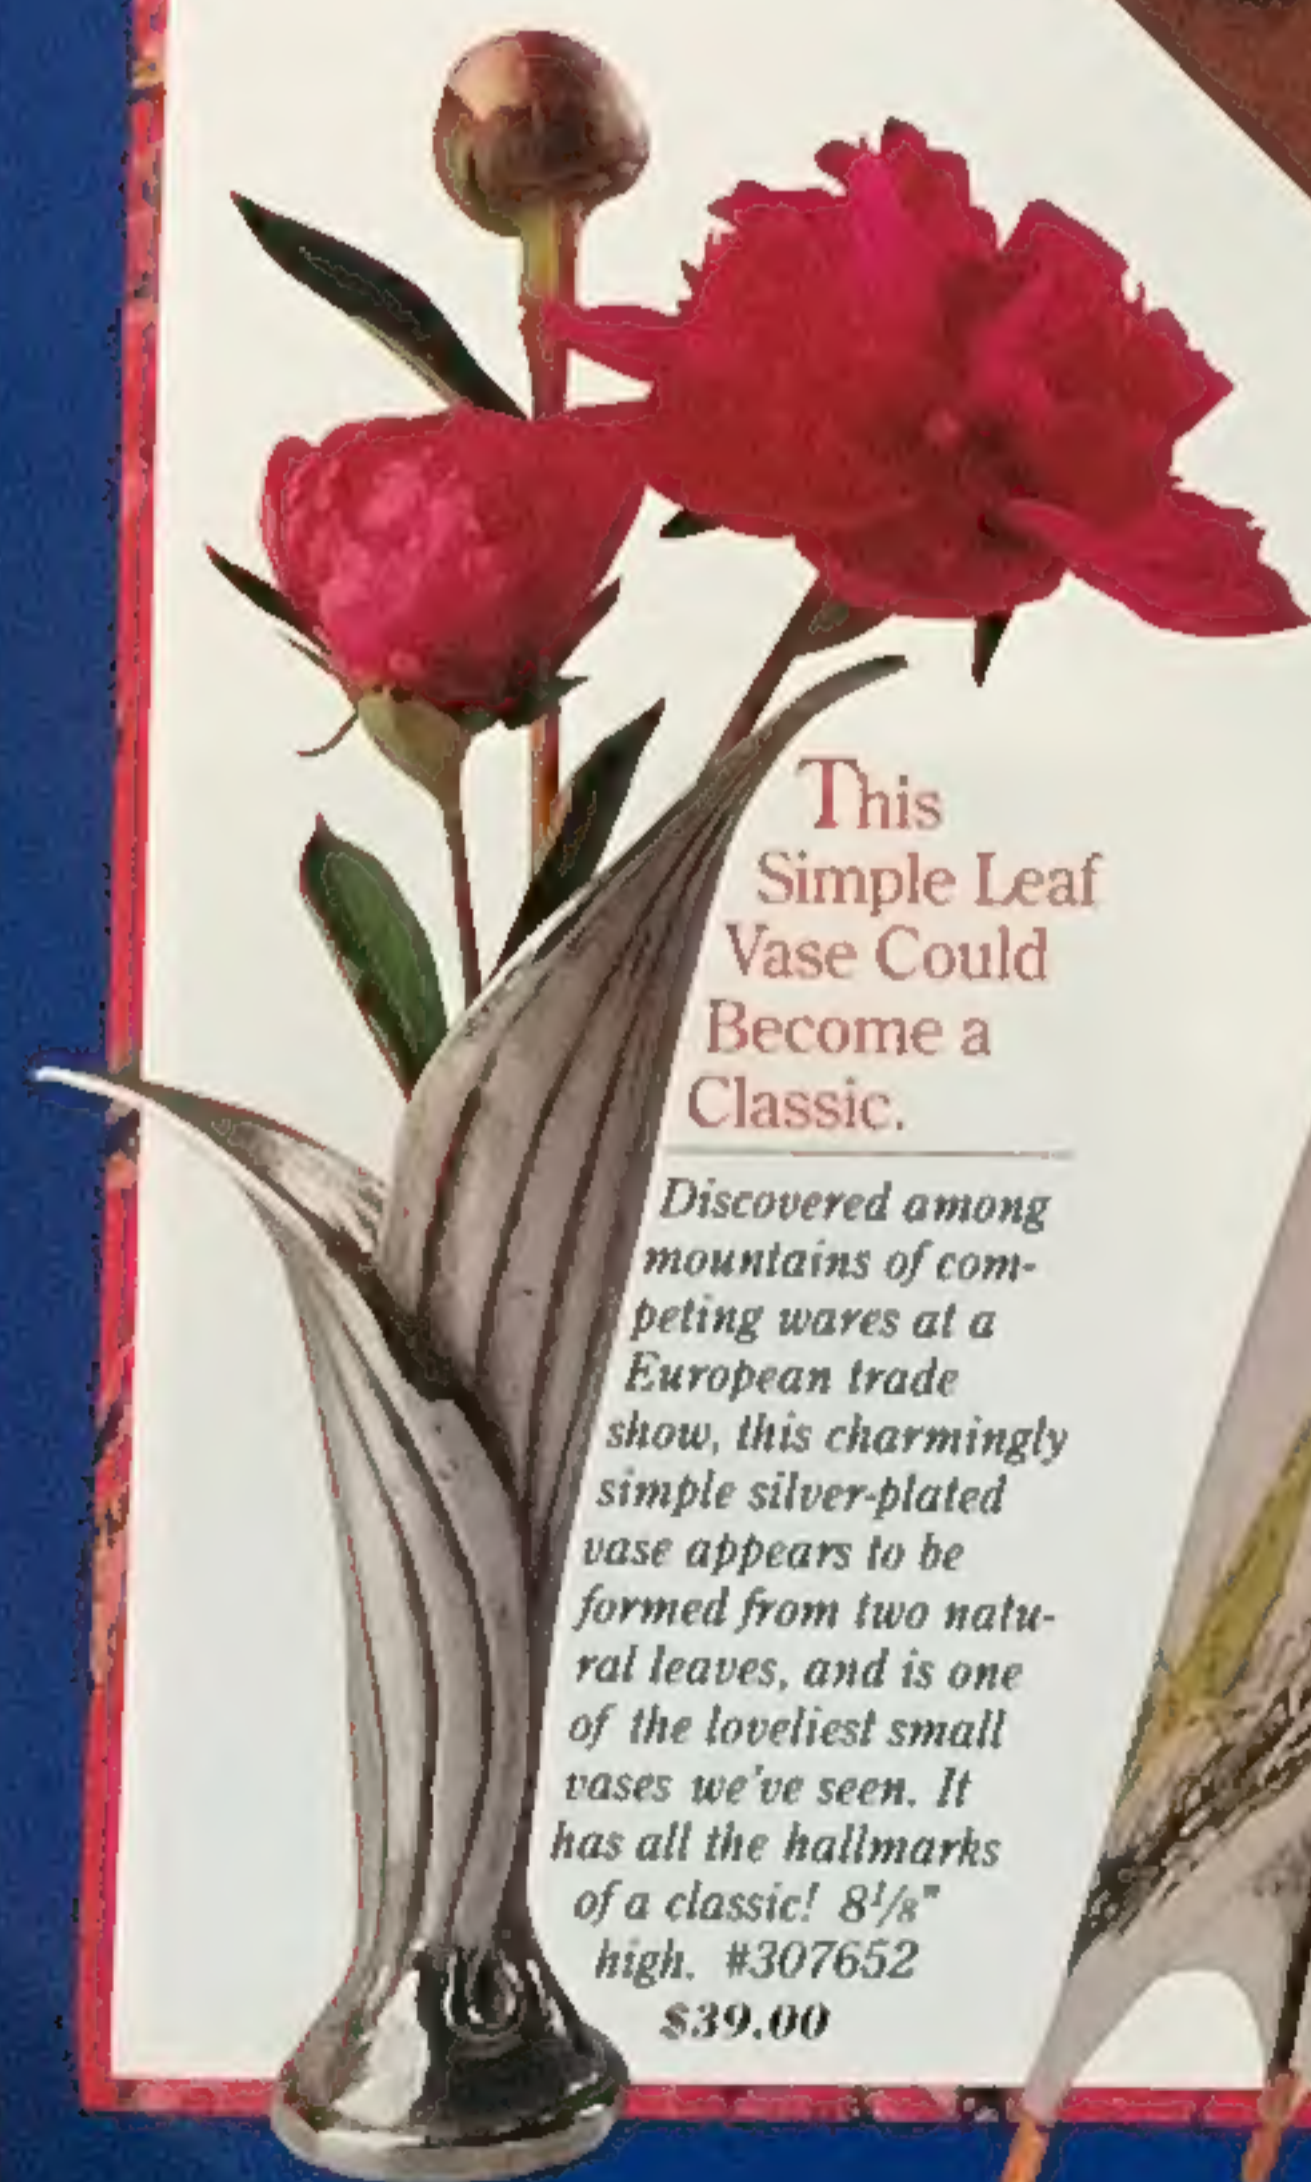 This
Simple Leaf
Vase Could
Become a
Classic.
Discovered among
mountains of com-
peting wares at a
European trade
show, this charmingly
simple silver-plated
vase appears to be
formed from two natu-
ral leaves, and is one
of the loveliest small
vases we've seen. It
has all the hallmarks
of a classic! 8⅛"
high. #307652
$39.00